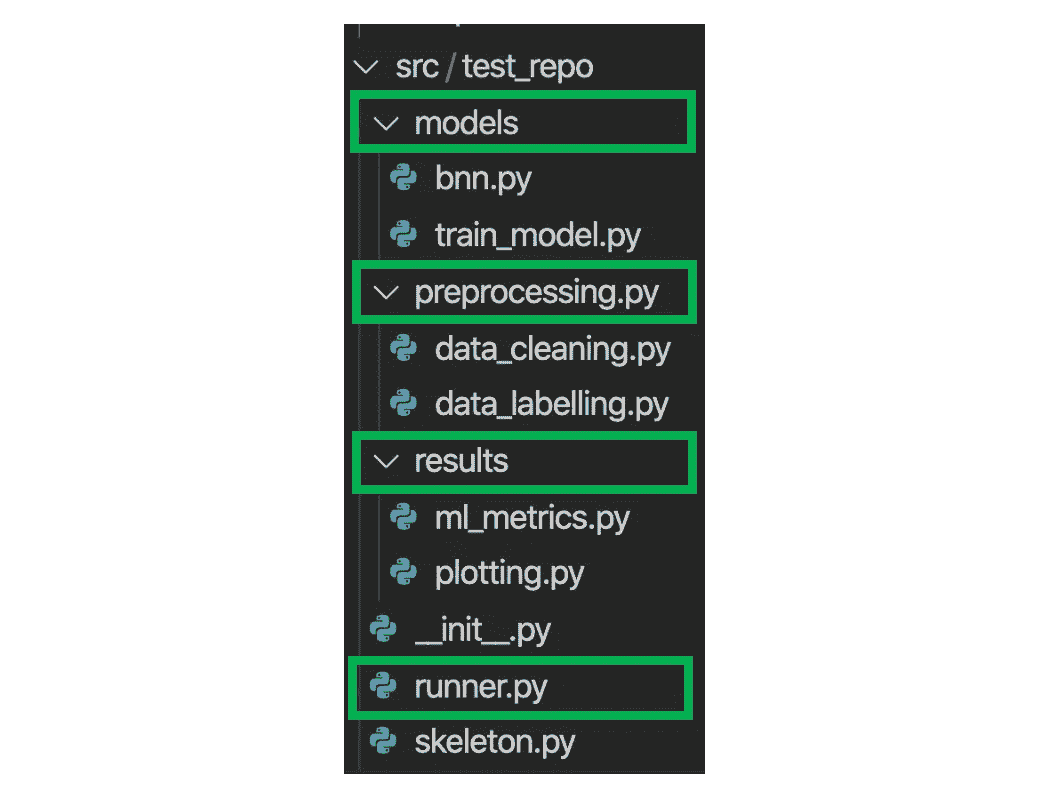 src / test_repo
models
bnn.py
train_model.py
preprocessing.py
data_cleaning.py
data_labelling.py
results
ml_metrics.py
plotting.py
__init__.py
runner.py
skeleton.py